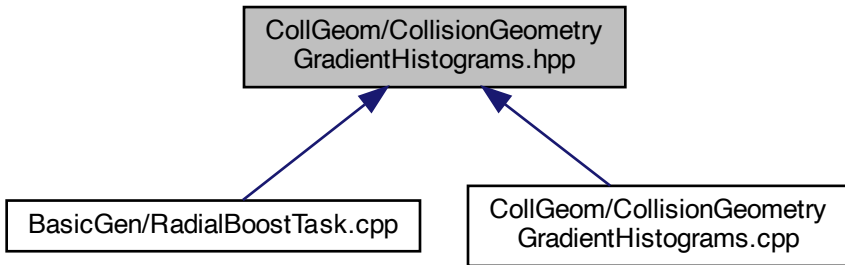 CollGeom/CollisionGeometry
GradientHistograms.hpp
BasicGen/RadialBoostTask.cpp
CollGeom/CollisionGeometry
GradientHistograms.cpp